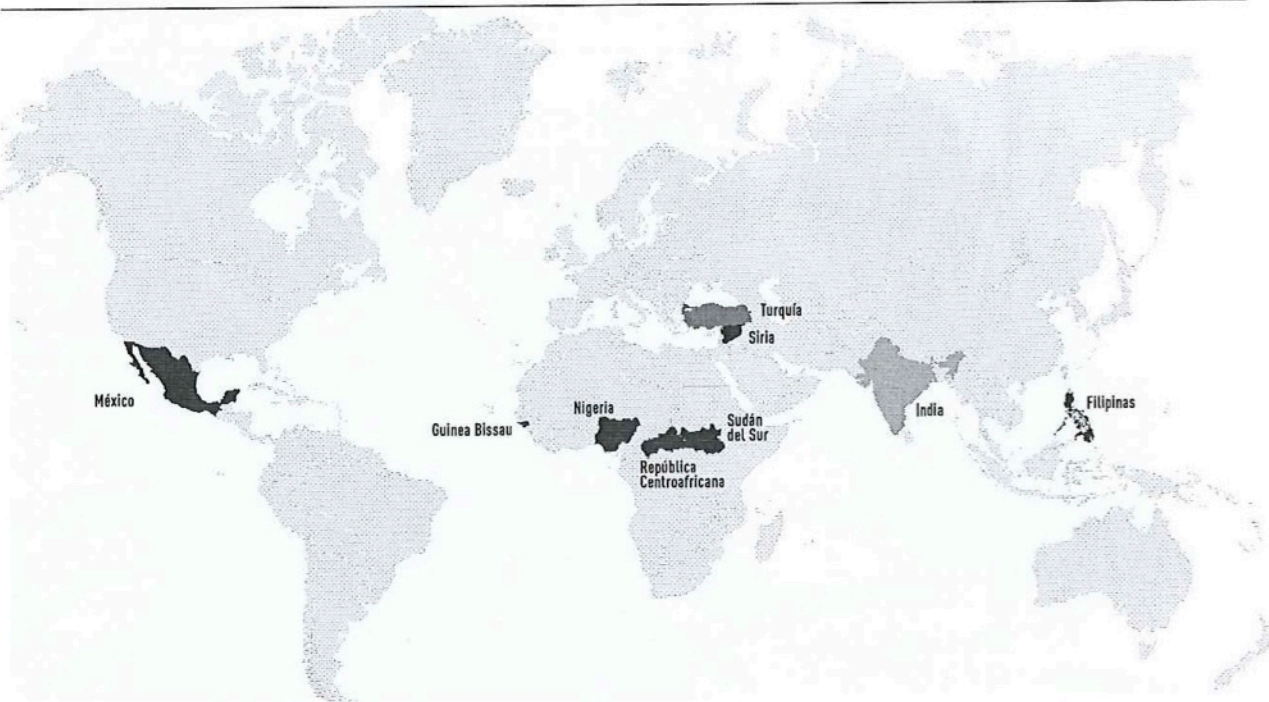 Turquía
Siria
México
Guinea Bissau
Nigeria
Sudán
del Sur
República
Centroafricana
India
Filipinas